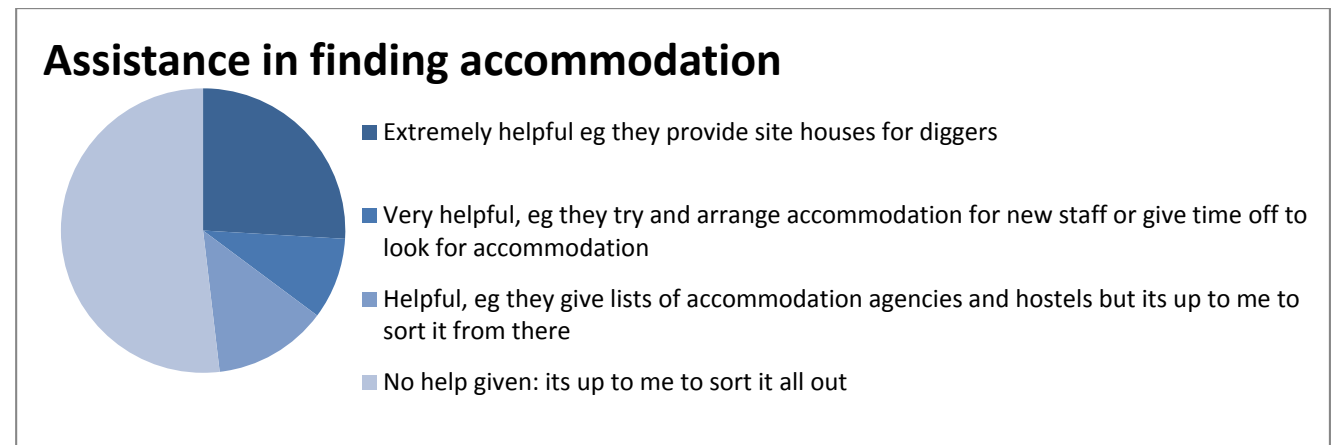 Assistance in finding accommodation
Extremely helpful eg they provide site houses for diggers
Very helpful, eg they try and arrange accommodation for new staff or give time off to
look for accommodation
Helpful, eg they give lists of accommodation agencies and hostels but its up to me to
sort it from there
No help given: its up to me to sort it all out